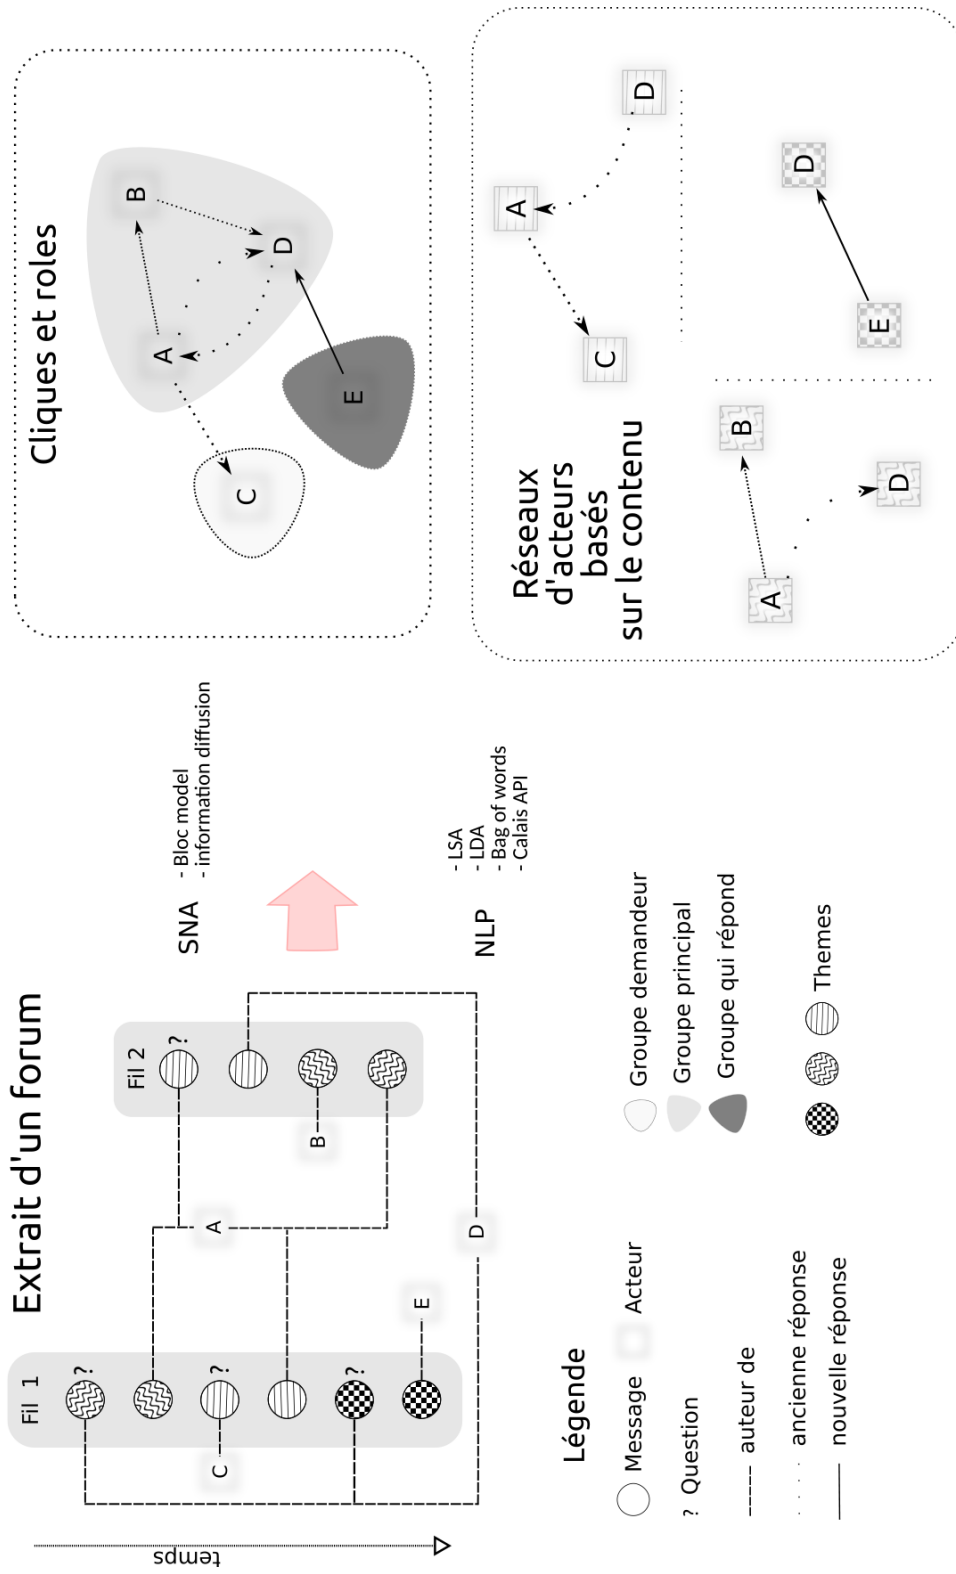 Extrait d'un forum
temps
Fil 1
?
?
?
C
E
A
D
Fil 2
?
B
SNA
- Bloc model
- information diffusion
NLP
- LSA
- LDA
- Bag of words
- Calais API
Cliques et roles
A
B
C
D
E
Réseaux
d'acteurs
basés
sur le contenu
A
C
D
A
B
D
E
D
Légende
Message
Acteur
? Question
auteur de
ancienne réponse
nouvelle réponse
Groupe demandeur
Groupe principal
Groupe qui répond
Themes